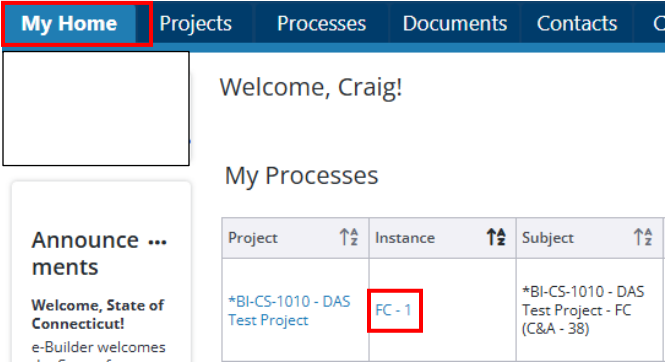 My Home Projects Processes Documents Contacts
Welcome, Craig!
My Processes
Announce ...
ments
Welcome, State of
Connecticut!
e-Builder welcomes
Project Instance Subject
*BI-CS-1010 - DAS
Test Project
FC - 1
*BI-CS-1010 - DAS
Test Project - FC
(C&A - 38)